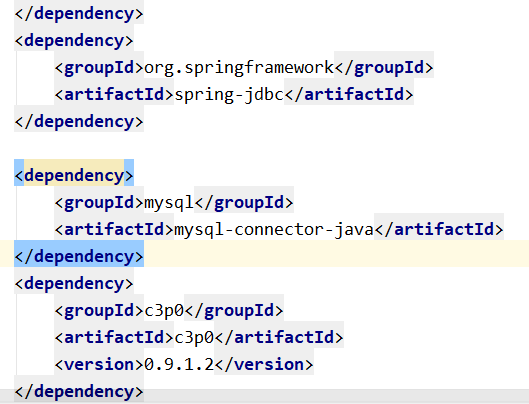 </dependency>
<dependency>
    <groupId>org.springframework</groupId>
    <artifactId>spring-jdbc</artifactId>
</dependency>

<dependency>
    <groupId>mysql</groupId>
    <artifactId>mysql-connector-java</artifactId>
</dependency>
<dependency>
    <groupId>c3p0</groupId>
    <artifactId>c3p0</artifactId>
    <version>0.9.1.2</version>
</dependency>